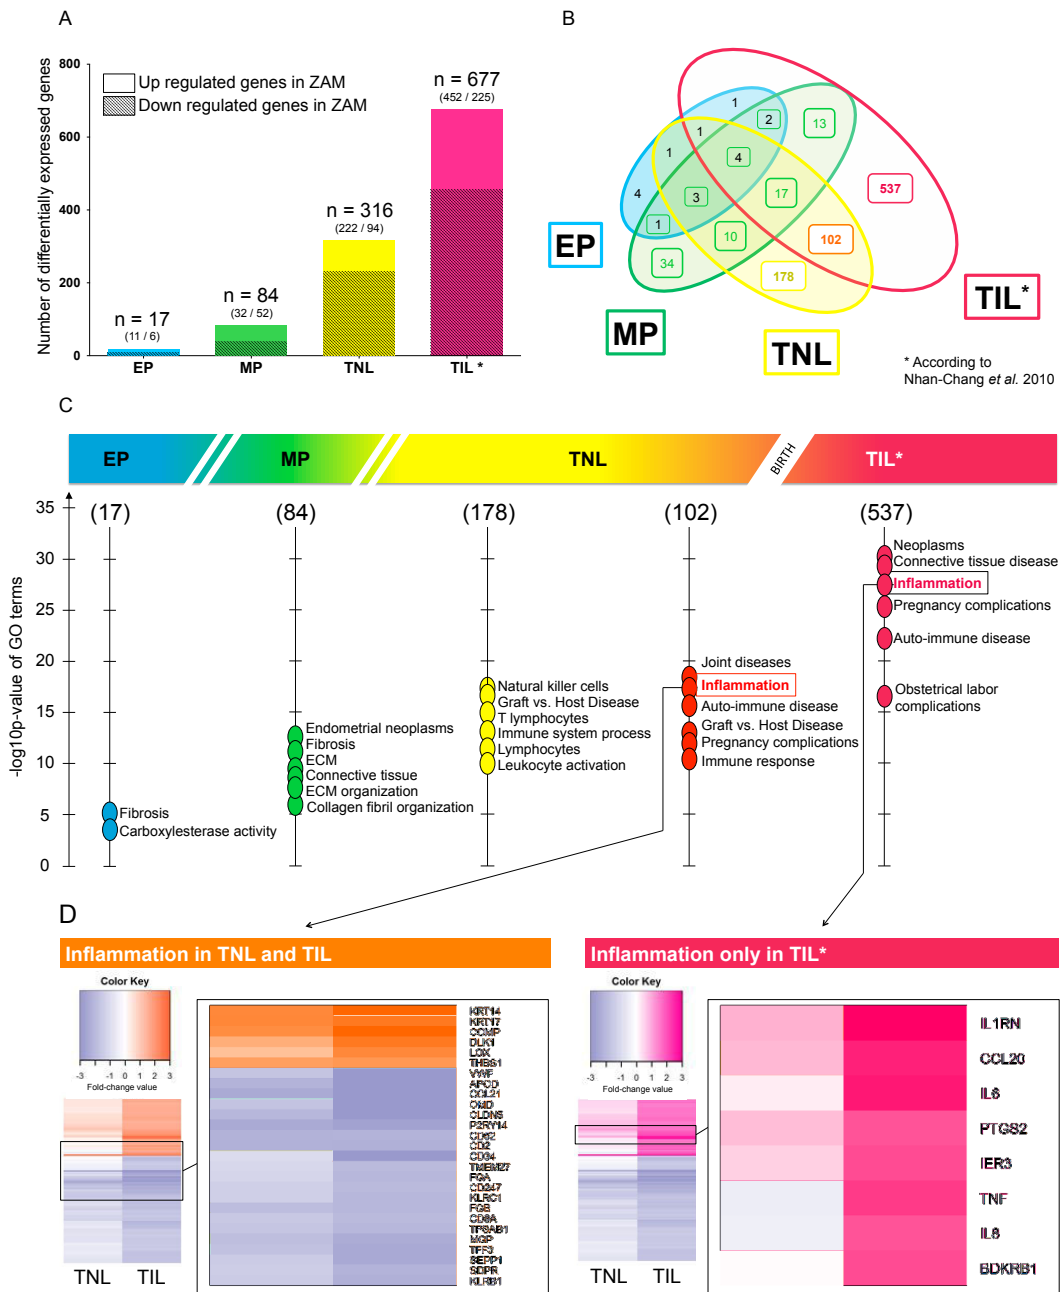 A
Number of differentially expressed genes
800
600
400
200
0
Up regulated genes in ZAM
Down regulated genes in ZAM
n = 17
(11 / 6)
n = 84
(32 / 52)
n = 316
(222 / 94)
n = 677
(452 / 225)
EP
MP
TNL
TIL *
B
1
2
13
1
1
4
537
4
3
17
1
10
102
34
178
EP
MP
TNL
TIL*
* According to
Nhan-Chang et al. 2010
C
EP
MP
TNL
BIRTH
TIL*
-log10p-value of GO terms
35
30
25
20
15
10
5
0
(17)
(84)
(178)
(102)
(537)
Fibrosis
Carboxylesterase activity
Endometrial neoplasms
Fibrosis
ECM
Connective tissue
ECM organization
Collagen fibril organization
Natural killer cells
Graft vs. Host Disease
T lymphocytes
Immune system process
Lymphocytes
Leukocyte activation
Joint diseases
Inflammation
Auto-immune disease
Graft vs. Host Disease
Pregnancy complications
Immune response
Neoplasms
Connective tissue disease
Inflammation
Pregnancy complications
Auto-immune disease
Obstetrical labor
complications
D
Inflammation in TNL and TIL
Color Key
-3 -1 0 1 2 3
Fold-change value
TNL TIL
KRT14
KRT17
COMP
DLK1
LOX
THBS1
VWF
APOD
CCL21
OMD
CLDN5
P2RY14
CD2
CD34
TMEM27
FGA
CD247
KLRC1
FGB
CD8A
TPSAB1
MGP
TFF3
SEPP1
SDPR
KLRB1
Inflammation only in TIL*
Color Key
-3 -1 0 1 2 3
Fold-change value
TNL TIL
IL1RN
CCL20
IL6
PTGS2
IER3
TNF
IL8
BDKRB1